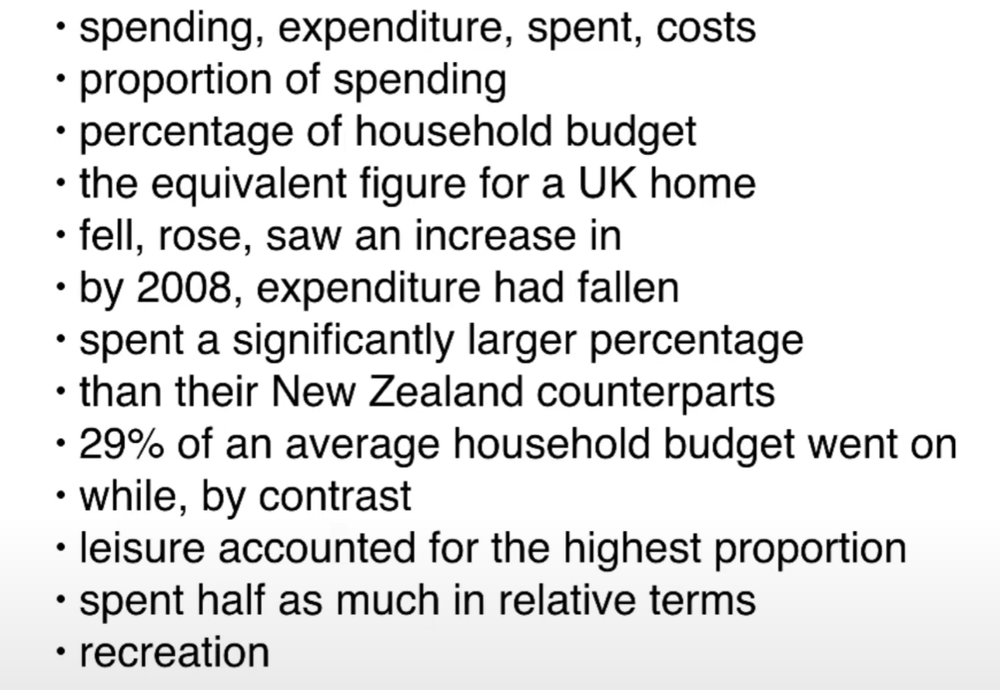 • spending, expenditure, spent, costs
• proportion of spending
• percentage of household budget
• the equivalent figure for a UK home
• fell, rose, saw an increase in
• by 2008, expenditure had fallen
• spent a significantly larger percentage
• than their New Zealand counterparts
• 29% of an average household budget went on
• while, by contrast
• leisure accounted for the highest proportion
• spent half as much in relative terms
• recreation